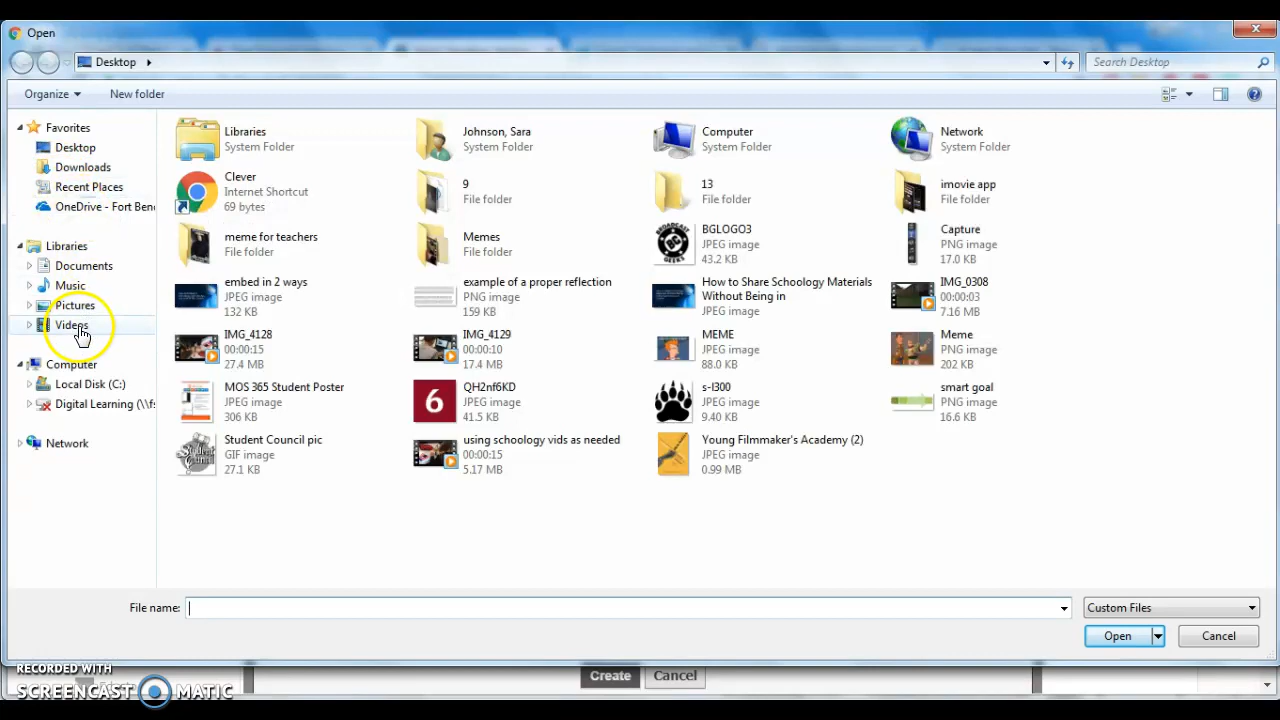 Open
Desktop
Search Desktop
Organize
New folder
Favorites
Desktop
Downloads
Recent Places
OneDrive - Fort Ben
Libraries
Documents
Music
Pictures
Videos
Computer
Local Disk (C:)
Digital Learning (\\fs
Network
Libraries
System Folder
Johnson, Sara
System Folder
Computer
System Folder
Network
System Folder
Clever
Internet Shortcut
69 bytes
9
File folder
13
File folder
imovie app
File folder
meme for teachers
File folder
Memes
File folder
BGLOGO3
JPEG image
43.2 KB
Capture
PNG image
17.0 KB
embed in 2 ways
JPEG image
132 KB
example of a proper reflection
PNG image
159 KB
How to Share Schoology Materials
Without Being in
JPEG image
IMG_0308
00:00:03
7.16 MB
IMG_4128
00:00:15
27.4 MB
IMG_4129
00:00:10
17.4 MB
MEME
JPEG image
88.0 KB
Meme
PNG image
202 KB
MOS 365 Student Poster
JPEG image
306 KB
6
QH2nf6KD
JPEG image
41.5 KB
s-l300
JPEG image
9.40 KB
smart goal
PNG image
16.6 KB
Student Council pic
GIF image
27.1 KB
using schoology vids as needed
00:00:15
5.17 MB
Young Filmmaker's Academy (2)
JPEG image
0.99 MB
File name:
Custom Files
Open
Cancel
Create
Cancel
RECORDED WITH
SCREENCAST MATIC